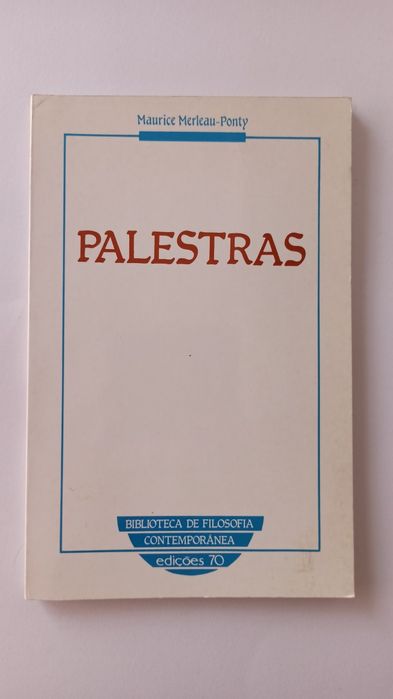 Maurice Merleau-Ponty
PALESTRAS
BIBLIOTECA DE FILOSOFIA
CONTEMPORÂNEA
edições 70